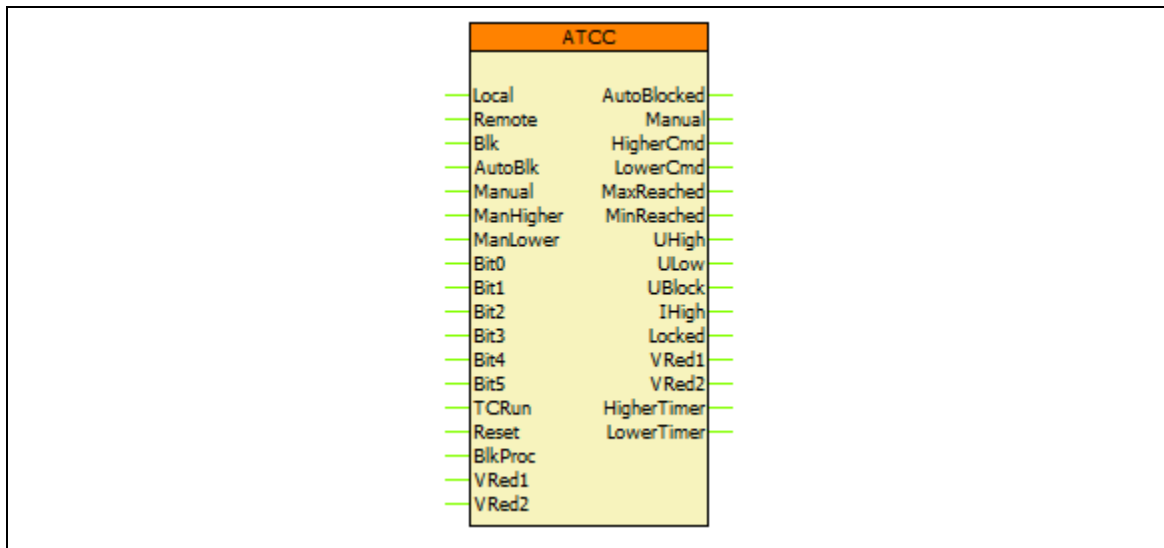 ATCC
Local AutoBlocked
Remote Manual
Blk HigherCmd
AutoBlk LowerCmd
Manual MaxReached
ManHigher MinReached
ManLower UHigh
Bit0 ULow
Bit1 UBlock
Bit2 IHigh
Bit3 Locked
Bit4 VRed1
Bit5 VRed2
TCRun HigherTimer
Reset LowerTimer
BlkProc
VRed1
VRed2